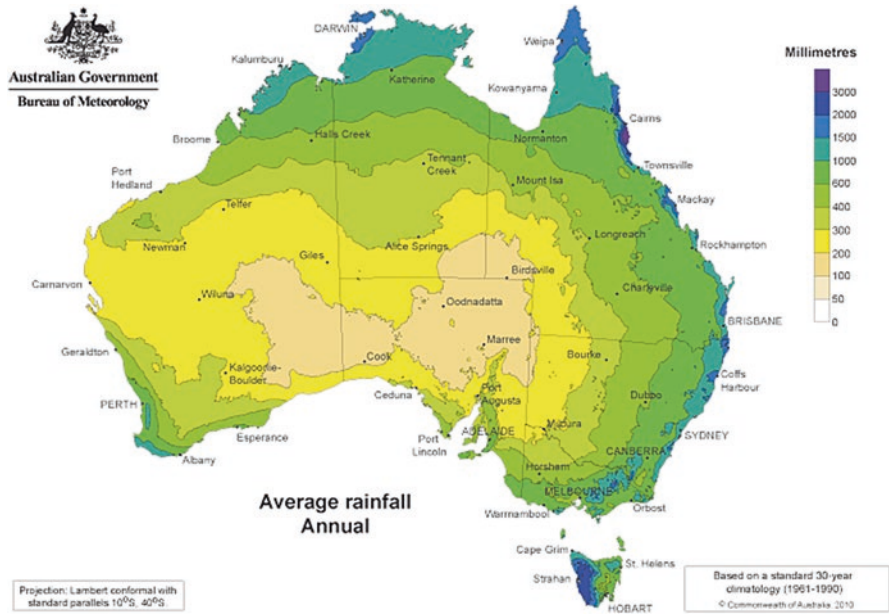 Australian Government
Bureau of Meteorology
DARWIN
Weipa
Kalumburu
Katherine
Kowanyama
Cairns
Broome
Halls Creek
Normanton
Townsville
Port
Hedland
Tennant
Creek
Mount Isa
Mackay
Telfer
Newman
Longreach
Rockhampton
Alice Springs
Giles
Carnarvon
Birdsville
Wiluna
Oodnadatta
Charlyville
BRISBANE
Geraldton
Marree
Kalgoorlie-
Boulder
Cook
Bourke
Coffs
Harbour
PERTH
Ceduna
Port
Augusta
Dubbo
Esperance
Port
Lincoln
ADELAIDE
Mildura
SYDNEY
Albany
CANBERRA
Horsham
MELBOURNE
Warrnambool
Orbost
Cape Grim
St. Helens
Strahan
HOBART
Millimetres
3000
2000
1500
1000
600
400
300
200
100
50
0
Average rainfall
Annual
Projection: Lambert conformal with
standard parallels 10°S, 40°S.
Based on a standard 30-year
climatology (1961-1990)
© Commonwealth of Australia, 2010